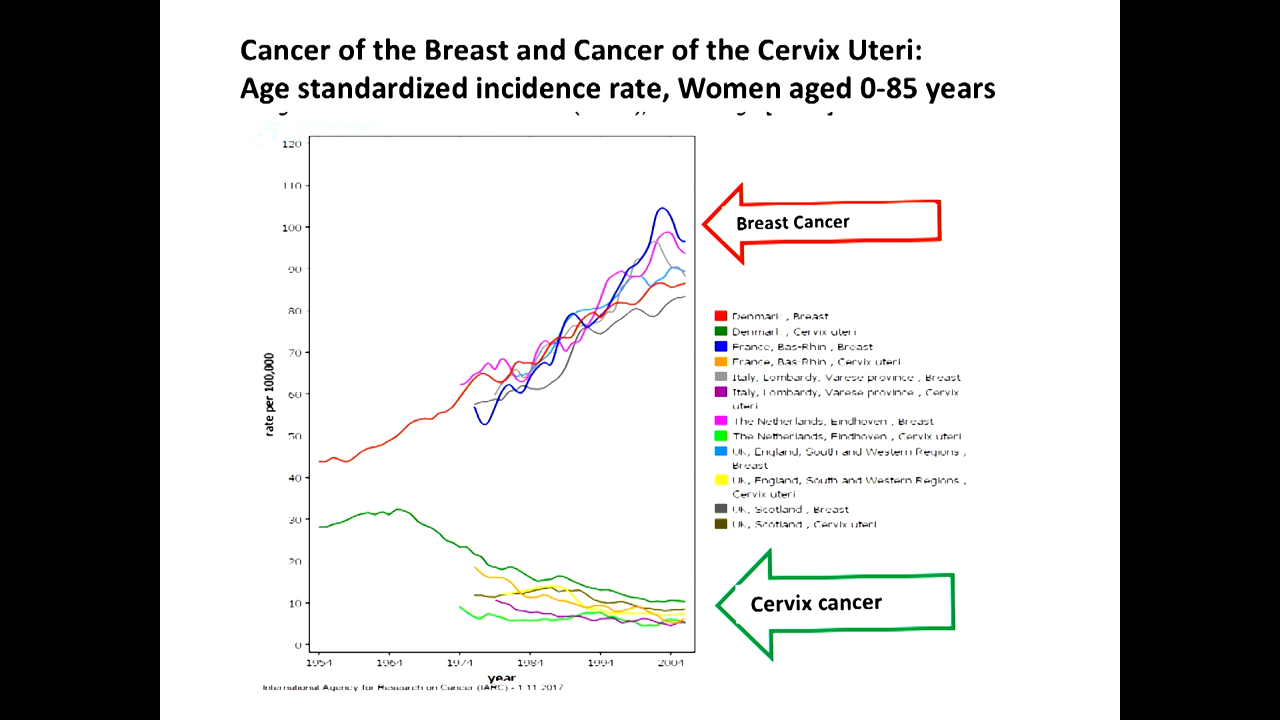 Cancer of the Breast and Cancer of the Cervix Uteri:
Age standardized incidence rate, Women aged 0-85 years
120
110
100
90
80
70
60
50
40
30
20
10
0
rate per 100,000
1954 1964 1974 1984 1994 2004
year
International Agency for Research on Cancer (IARC) - 1.11.2017
Breast Cancer
Denmark , Breast
Denmark , Cervix uteri
France, Bas-Rhin , Breast
France, Bas-Rhin , Cervix uteri
Italy, Lombardy, Varese province , Breast
Italy, Lombardy, Varese province , Cervix
uteri
The Netherlands, Eindhoven , Breast
The Netherlands, Eindhoven , Cervix uteri
UK, England, South and Western Regions ,
Breast
UK, England, South and Western Regions ,
Cervix uteri
UK, Scotland , Breast
UK, Scotland , Cervix uteri
Cervix cancer